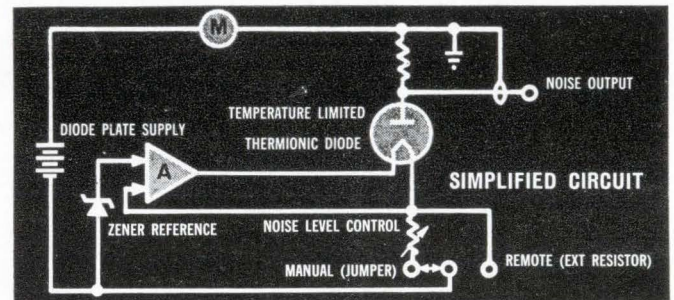 M
NOISE OUTPUT
TEMPERATURE LIMITED
THERMIONIC DIODE
DIODE PLATE SUPPLY
A
SIMPLIFIED CIRCUIT
ZENER REFERENCE
NOISE LEVEL CONTROL
MANUAL (JUMPER)
REMOTE (EXT RESISTOR)